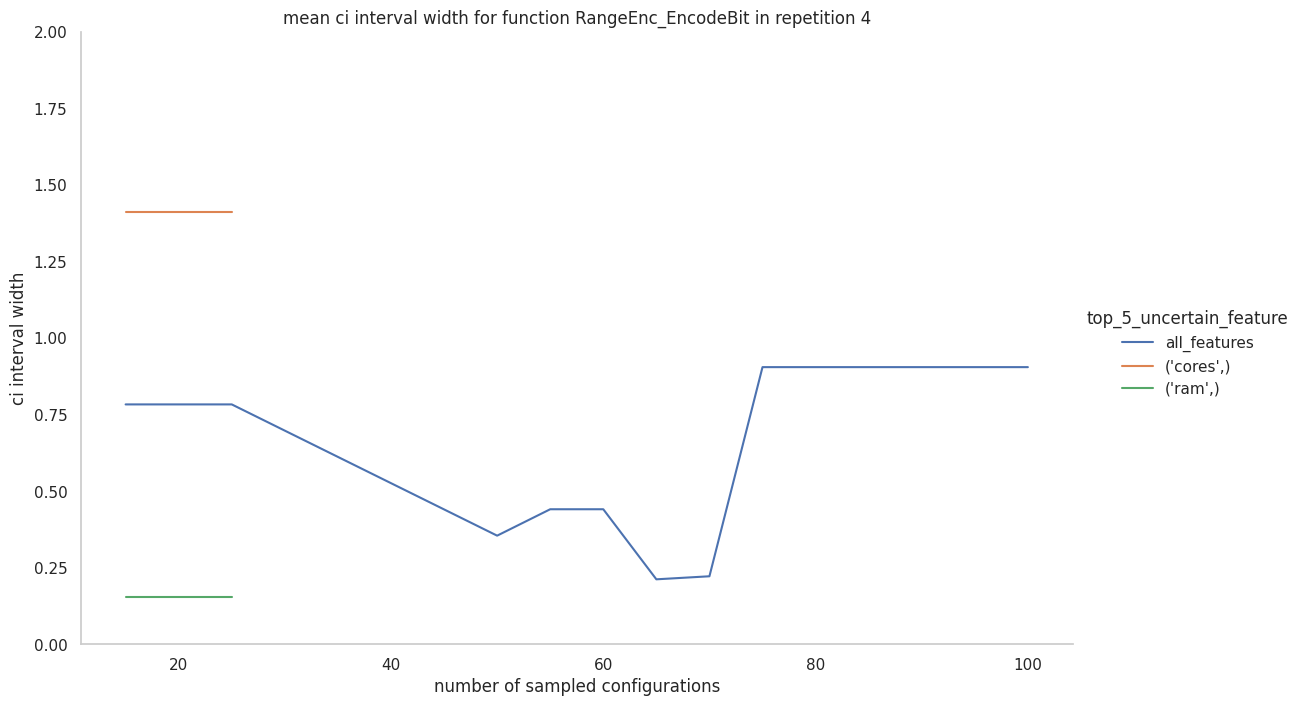 mean ci interval width for function RangeEnc_EncodeBit in repetition 4
2.00
1.75
1.50
1.25
1.00
0.75
0.50
0.25
0.00
ci interval width
20
40
60
80
100
number of sampled configurations
top_5_uncertain_feature
all_features
('cores',)
('ram',)